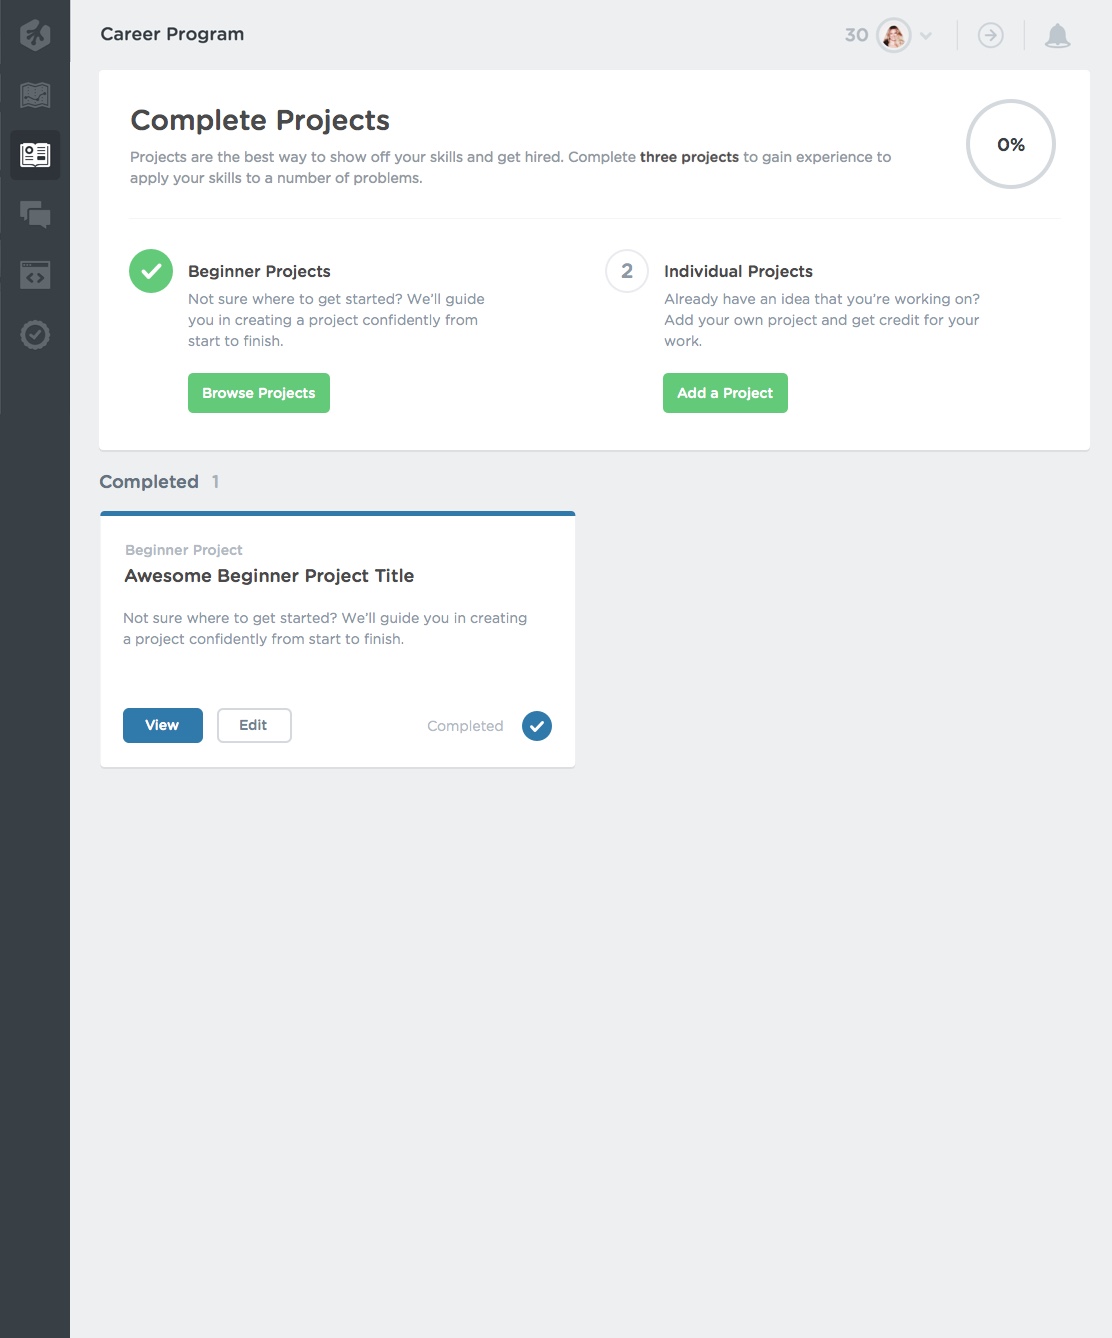 Career Program
30
Complete Projects
Projects are the best way to show off your skills and get hired. Complete three projects to gain experience to
apply your skills to a number of problems.
0%
Beginner Projects
Not sure where to get started? We’ll guide
you in creating a project confidently from
start to finish.
Browse Projects
2
Individual Projects
Already have an idea that you’re working on?
Add your own project and get credit for your
work.
Add a Project
Completed 1
Beginner Project
Awesome Beginner Project Title
Not sure where to get started? We’ll guide you in creating
a project confidently from start to finish.
View
Edit
Completed